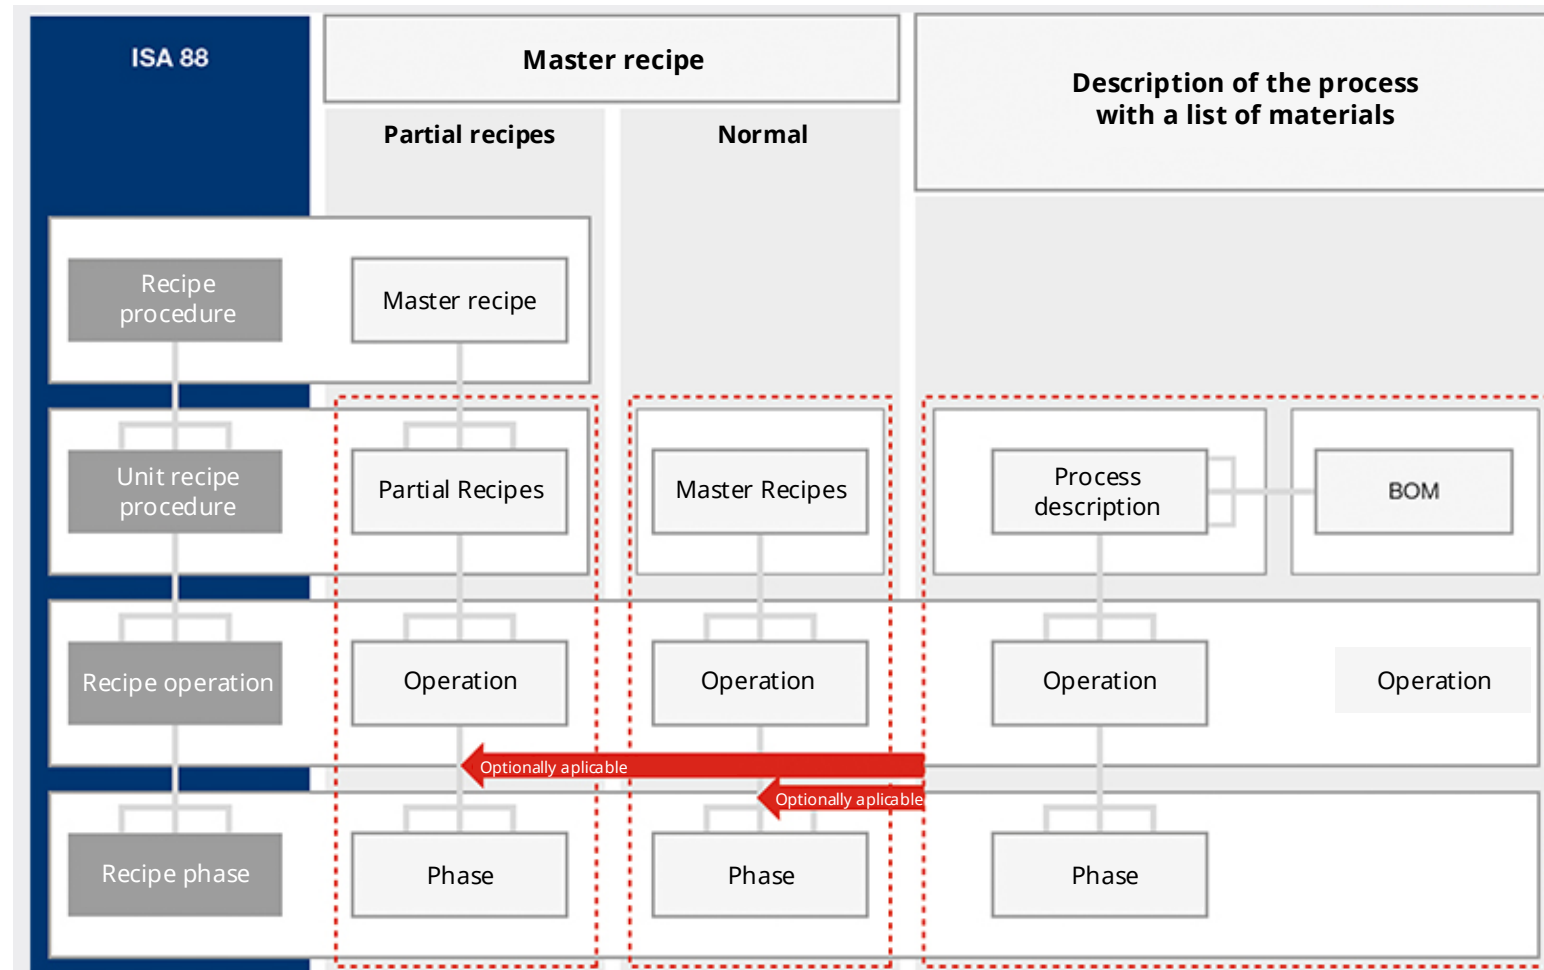 ISA 88
Master recipe
Description of the process
with a list of materials
Partial recipes
Normal
Recipe
procedure
Master recipe
Unit recipe
procedure
Partial Recipes
Master Recipes
Process
description
BOM
Recipe operation
Operation
Operation
Operation
Operation
Optionally aplicable
Optionally aplicable
Recipe phase
Phase
Phase
Phase